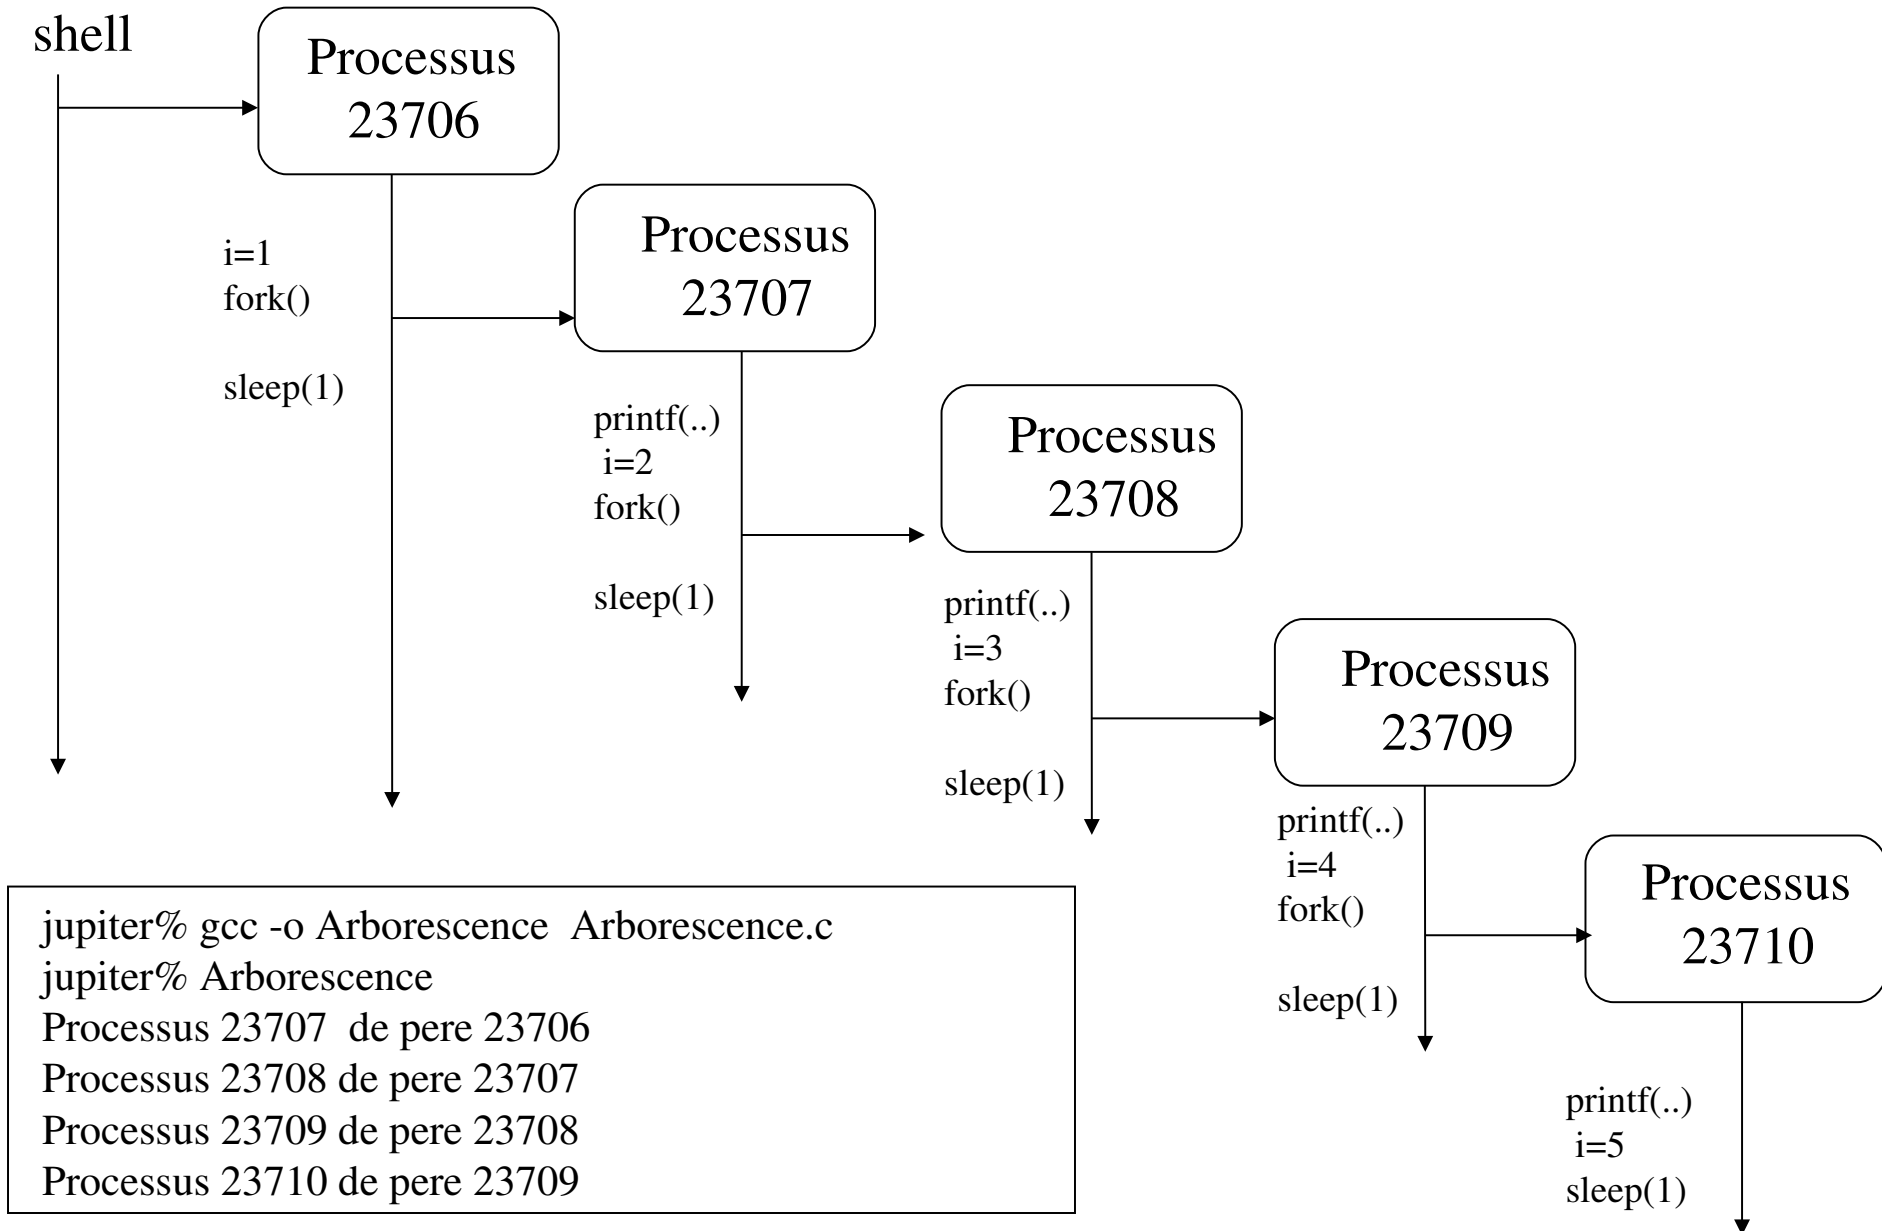 shell
Processus
23706
i=1
fork()
sleep(1)
Processus
23707
printf(..)
i=2
fork()
sleep(1)
Processus
23708
printf(..)
i=3
fork()
sleep(1)
Processus
23709
printf(..)
i=4
fork()
sleep(1)
Processus
23710
printf(..)
i=5
sleep(1)
jupiter% gcc -o Arborescence  Arborescence.c
jupiter% Arborescence
Processus 23707  de pere 23706
Processus 23708 de pere 23707
Processus 23709 de pere 23708
Processus 23710 de pere 23709